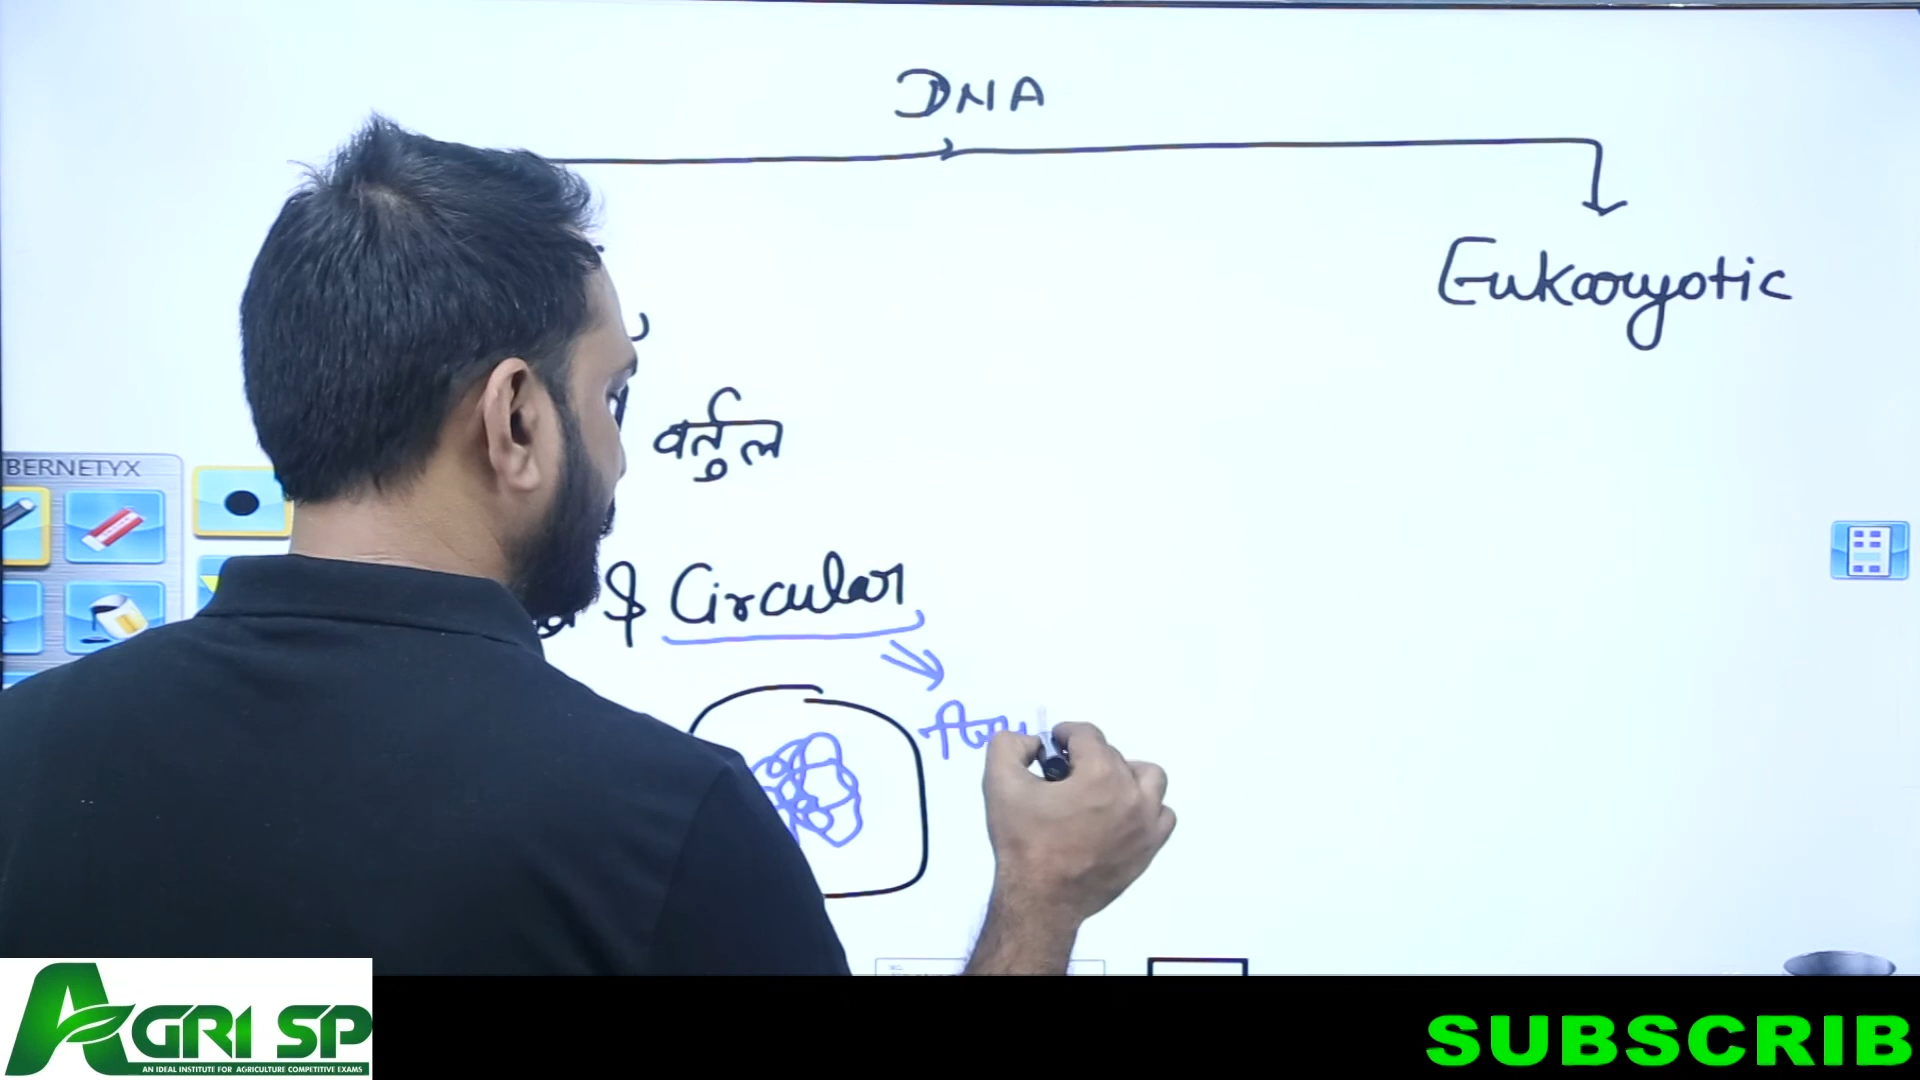 DNA
Eukaryotic
वर्तुल
BERNETYX
& Circular
AGRI SP
AN IDEAL INSTITUTE FOR AGRICULTURE COMPETITIVE EXAMS
SUBSCRIB